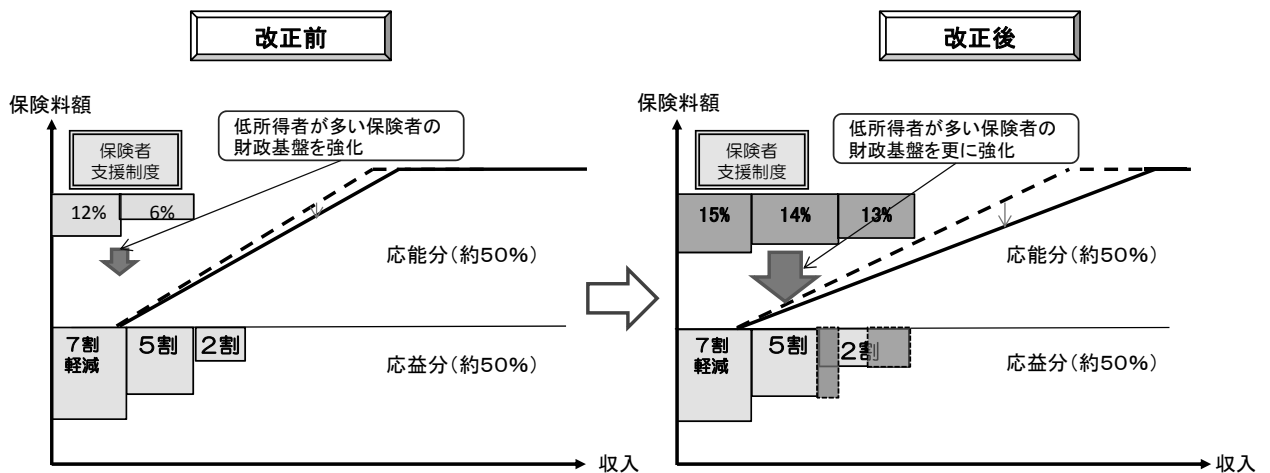 改正前
保険料額
低所得者が多い保険者の
財政基盤を強化
保険者
支援制度
12%
6%
応能分(約50%)
7割
軽減
5割
2割
応益分(約50%)
収入
改正後
保険料額
低所得者が多い保険者の
財政基盤を更に強化
保険者
支援制度
15%
14%
13%
応能分(約50%)
7割
軽減
5割
2割
応益分(約50%)
収入